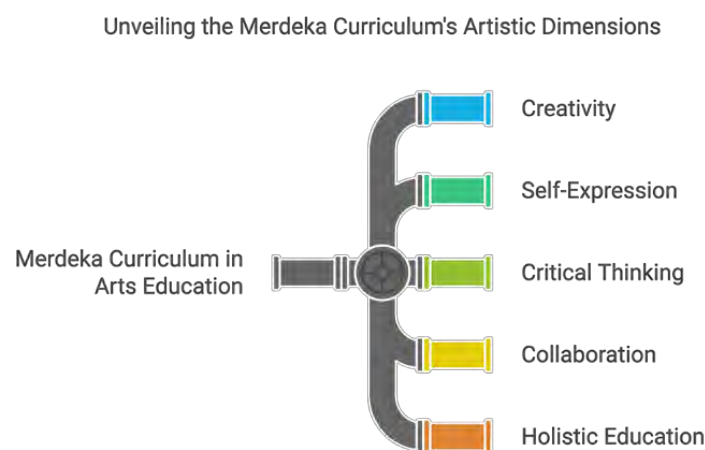 Unveiling the Merdeka Curriculum's Artistic Dimensions
Creativity
Self-Expression
Merdeka Curriculum in
Arts Education
Critical Thinking
Collaboration
Holistic Education